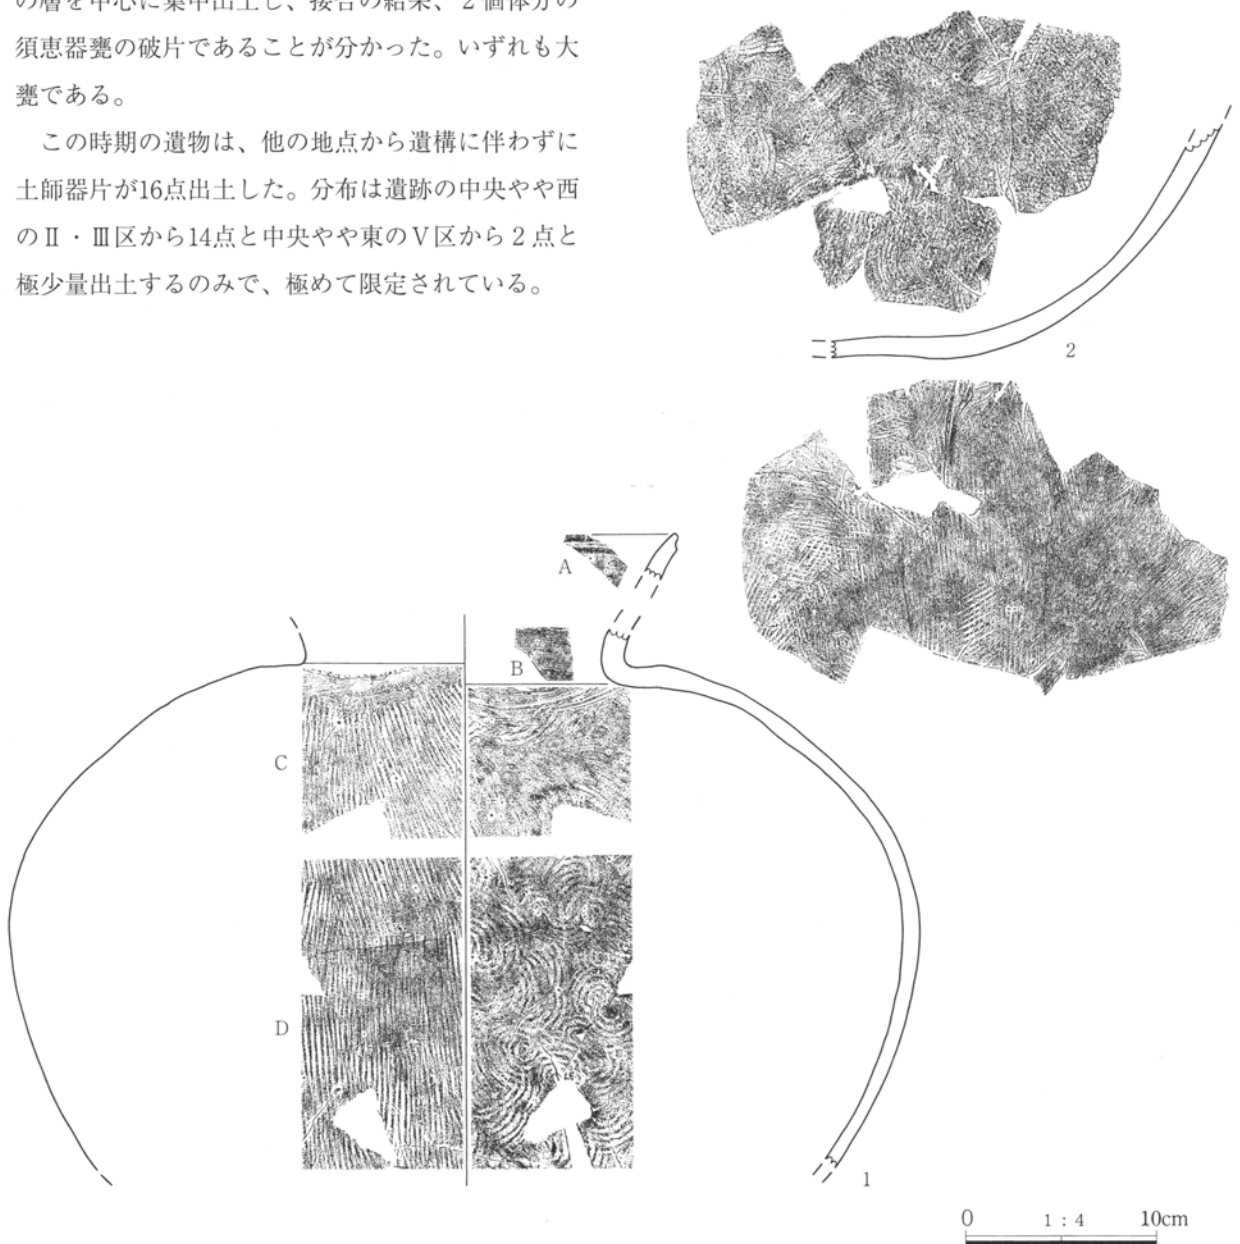 の層を中心に集中出土し、接合の結果、２個体分の
須恵器甕の破片であることが分かった。いずれも大
甕である。
　この時期の遺物は、他の地点から遺構に伴わずに
土師器片が16点出土した。分布は遺跡の中央やや西
のⅡ・Ⅲ区から14点と中央やや東のⅤ区から２点と
極少量出土するのみで、極めて限定されている。
2
A
B
C
D
1
0　1：4　10cm